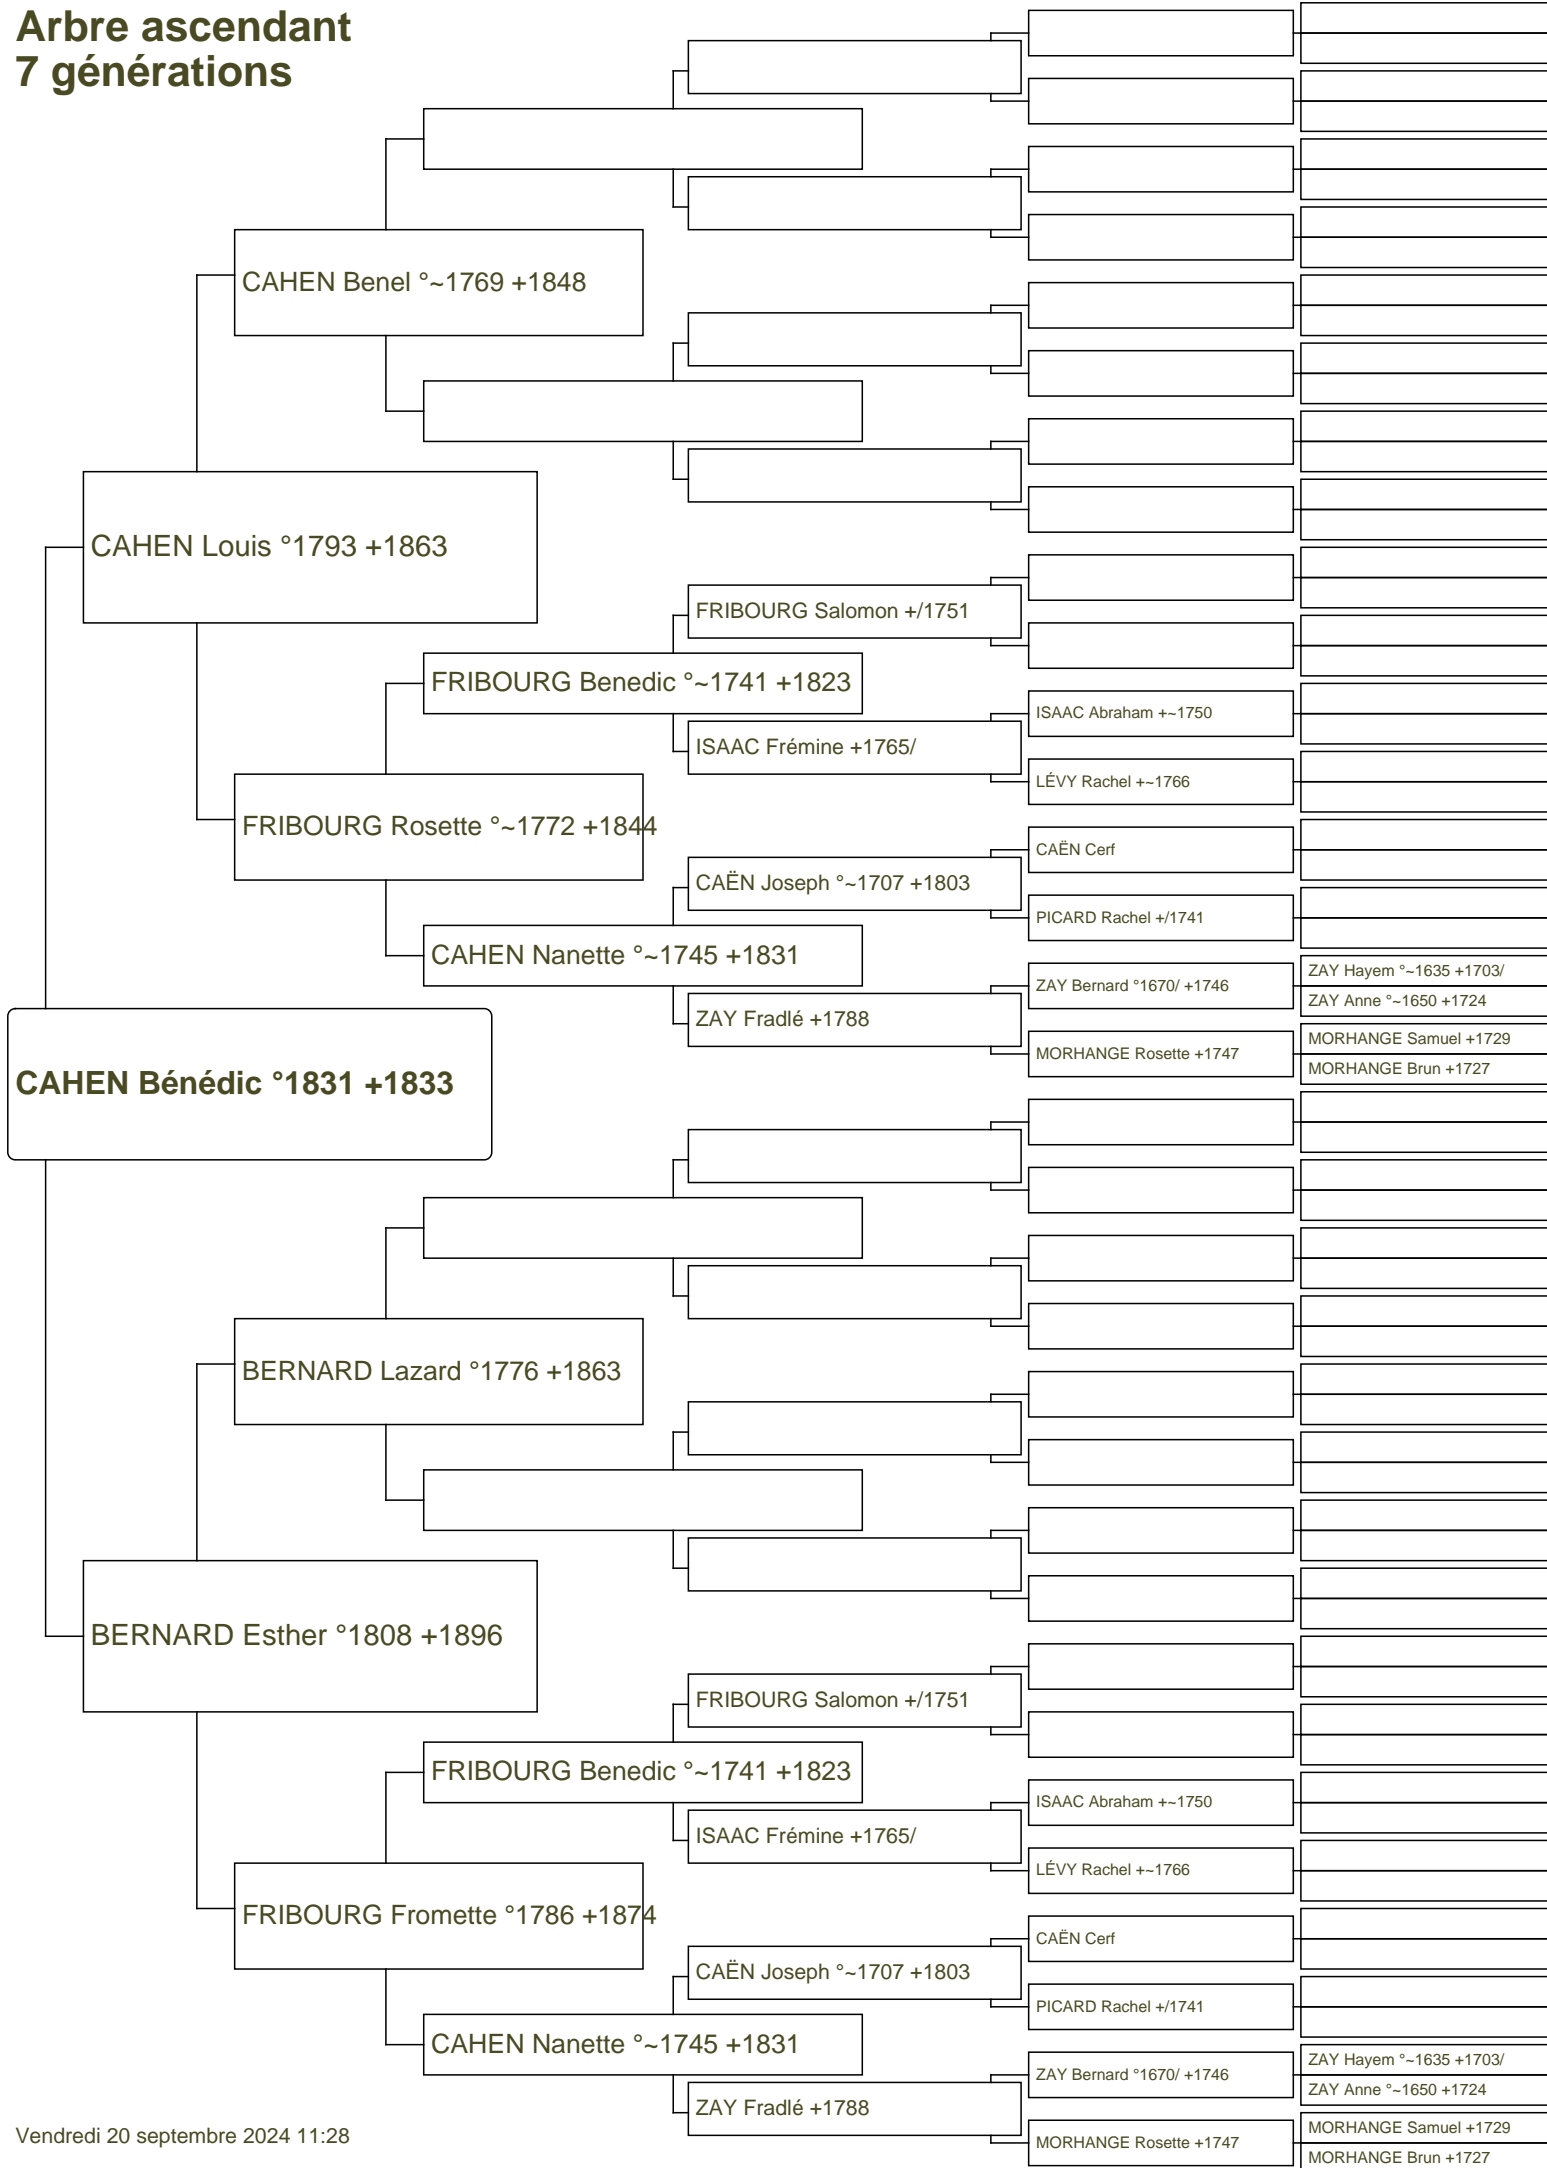 Arbre ascendant
7 générations
CAHEN Benel °~1769 +1848
CAHEN Louis °1793 +1863
FRIBOURG Salomon +/1751
FRIBOURG Benedic °~1741 +1823
ISAAC Abraham +~1750
ISAAC Frémine +1765/
LÉVY Rachel +~1766
FRIBOURG Rosette °~1772 +1844
CAËN Cerf
CAËN Joseph °~1707 +1803
PICARD Rachel +/1741
CAHEN Nanette °~1745 +1831
ZAY Hayem °~1635 +1703/
ZAY Bernard °1670/ +1746
ZAY Anne °~1650 +1724
ZAY Fradlé +1788
MORHANGE Samuel +1729
MORHANGE Rosette +1747
MORHANGE Brun +1727
CAHEN Bénédic °1831 +1833
BERNARD Lazard °1776 +1863
BERNARD Esther °1808 +1896
FRIBOURG Salomon +/1751
FRIBOURG Benedic °~1741 +1823
ISAAC Abraham +~1750
ISAAC Frémine +1765/
LÉVY Rachel +~1766
FRIBOURG Fromette °1786 +1874
CAËN Cerf
CAËN Joseph °~1707 +1803
PICARD Rachel +/1741
CAHEN Nanette °~1745 +1831
ZAY Hayem °~1635 +1703/
ZAY Bernard °1670/ +1746
ZAY Anne °~1650 +1724
ZAY Fradlé +1788
MORHANGE Samuel +1729
MORHANGE Rosette +1747
MORHANGE Brun +1727
Vendredi 20 septembre 2024 11:28